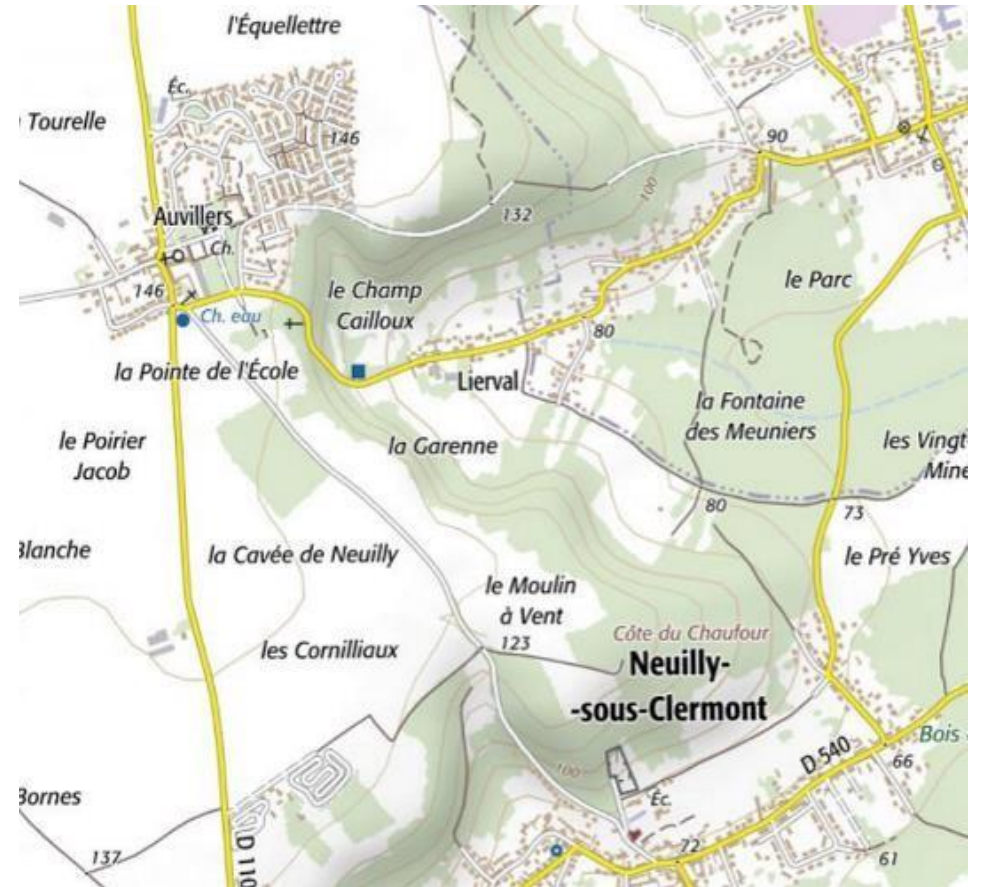 l'Équellettre
Éc.
Tourelle
146
90
100
132
Auvillers
Ch.
le Parc
le Champ
Cailloux
146
Ch. eau
80
la Pointe de l'École
Lierval
la Fontaine
des Meuniers
le Poirier
Jacob
la Garenne
les Vingt
Mine
80
73
Blanche
la Cavée de Neuilly
le Pré Yves
le Moulin
à Vent
les Cornilliaux
123
Côte du Chaufour
Neuilly-
-sous-Clermont
Bois
D 540
66
100
Bornes
Éc.
D 110
72
137
61